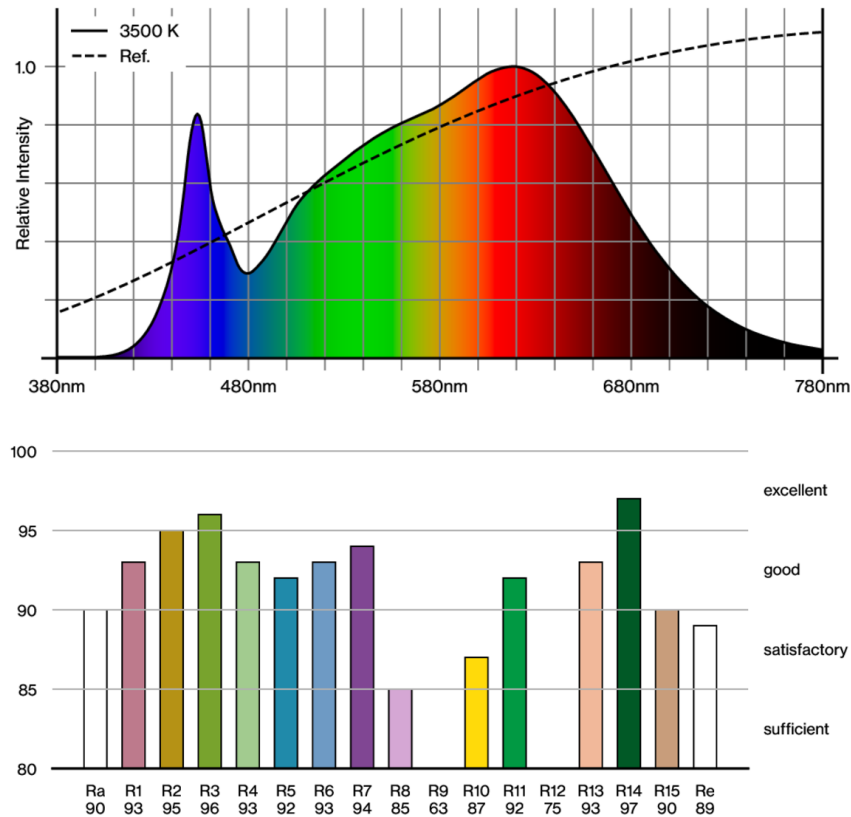 3500 K
Ref.
1.0
Relative Intensity
380nm 480nm 580nm 680nm 780nm
100
excellent
95
good
90
satisfactory
85
sufficient
80
Ra R1 R2 R3 R4 R5 R6 R7 R8 R9 R10 R11 R12 R13 R14 R15 Re
90 93 95 96 93 92 93 94 85 63 87 92 75 93 97 90 89